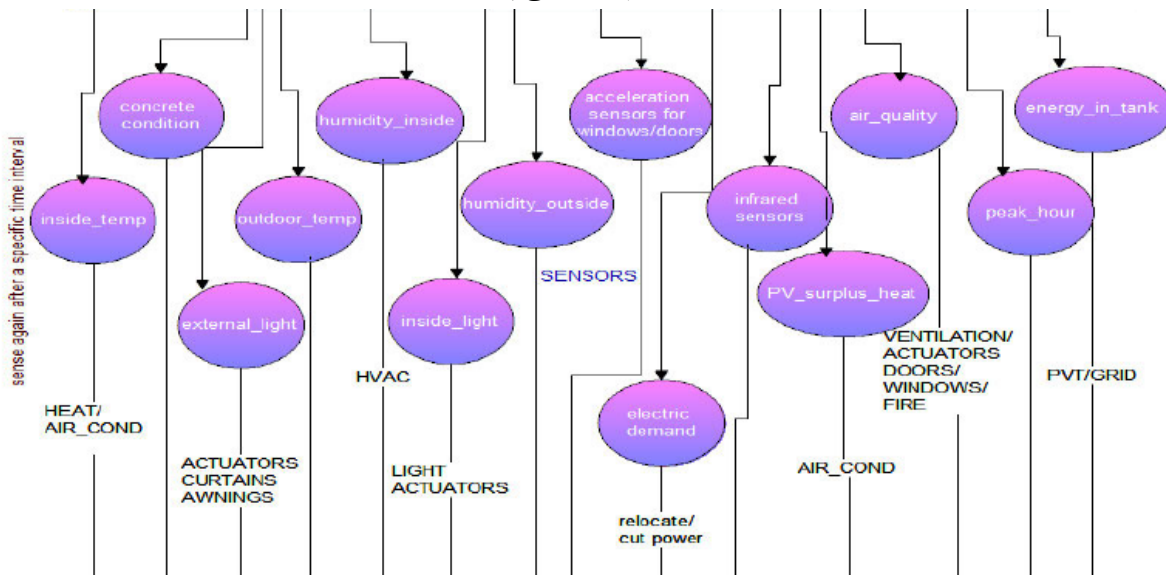 concrete
condition
humidity_inside
acceleration
sensors for
windows/doors
air_quality
energy_in_tank
inside_temp
outdoor_temp
humidity_outside
infrared
sensors
peak_hour
sense again after a specific time interval
SENSORS
external_light
inside_light
PV_surplus_heat
VENTILATION/
ACTUATORS
DOORS/
WINDOWS/
FIRE
HVAC
PVT/GRID
HEAT/
AIR_COND
electric
demand
ACTUATORS
CURTAINS
AWNINGS
LIGHT
ACTUATORS
AIR_COND
relocate/
cut power